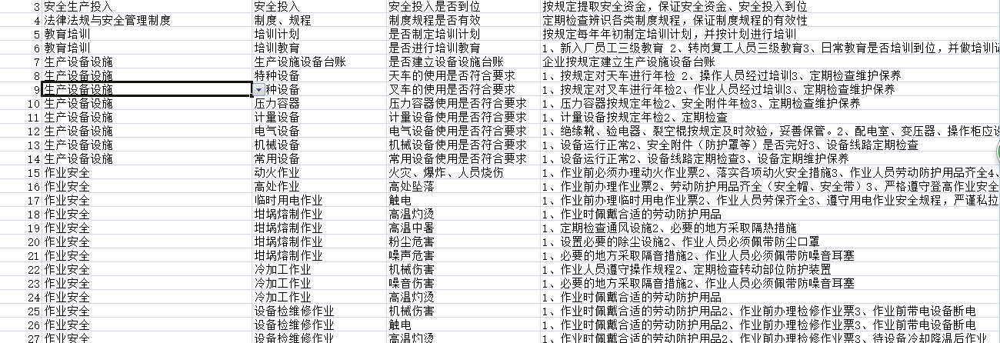 3 安全生产投入 安全投入 安全投入是否到位 按规定提取安全资金，保证安全资金、安全投入到位
4 法律法规与安全管理制度 制度、规程 制度规程是否有效 定期检查辨识各类制度规程，保证制度规程的有效性
5 教育培训 培训计划 是否制定培训计划 按规定每年年初制定培训计划，并按计划进行培训
6 教育培训 培训教育 是否进行培训教育 1、新入厂员工三级教育 2、转岗复工人员三级教育3、日常教育是否培训到位，并做培训
7 生产设备设施 生产设施设备台账 是否建立设备设施台账 企业按规定建立生产设施设备台账
8 生产设备设施 特种设备 天车的使用是否符合要求 1、按规定对天车进行年检 2、操作人员经过培训3、定期检查维护保养
9 生产设备设施 种设备 叉车的使用是否符合要求 1、按规定对叉车进行年检2、作业人员经过培训3、定期检查维护保养
10 生产设备设施 压力容器 压力容器使用是否符合要求 1、压力容器按规定年检2、安全附件年检3、定期检查维护保养
11 生产设备设施 计量设备 计量设备使用是否符合要求 1、计量设备按规定年检2、定期检查
12 生产设备设施 电气设备 电气设备使用是否符合要求 1、绝缘靴、验电器、裂空棍按规定及时效验，妥善保管。2、配电室、变压器、操作柜应
13 生产设备设施 机械设备 机械设备使用是否符合要求 1、设备运行正常2、安全附件（防护罩等）是否完好3、设备线路定期检查
14 生产设备设施 常用设备 常用设备使用是否符合要求 1、设备运行正常2、设备线路定期检查3、设备定期维护保养
15 作业安全 动火作业 火灾、爆炸、人员烧伤 1、作业前必须办理动火作业票2、落实各项动火安全措施3、作业人员劳动防护用品齐全4、
16 作业安全 高处作业 高处坠落 1、作业前办理作业票2、劳动防护用品齐全（安全帽、安全带）3、严格遵守登高作业安全
17 作业安全 临时用电作业 触电 1、作业前办理临时用电作业票2、作业人员劳保齐全3、遵守用电作业安全规程，严谨私拉
18 作业安全 坩埚熔制作业 高温灼烫 1、作业时佩戴合适的劳动防护用品
19 作业安全 坩埚熔制作业 高温中暑 1、定期检查通风设施2、必要的地方采取隔热措施
20 作业安全 坩埚熔制作业 粉尘危害 1、设置必要的除尘设施2、作业人员必须佩带防尘口罩
21 作业安全 坩埚熔制作业 噪声危害 1、必要的地方采取隔音措施2、作业人员必须佩带防噪音耳塞
22 作业安全 冷加工作业 机械伤害 1、作业人员遵守操作规程2、定期检查转动部位防护装置
23 作业安全 冷加工作业 噪音伤害 1、必要的地方采取隔音措施2、作业人员必须佩带防噪音耳塞
24 作业安全 冷加工作业 高温灼烫 1、作业时佩戴合适的劳动防护用品
25 作业安全 设备检维修作业 机械伤害 1、作业时佩戴合适的劳动防护用品2、作业前办理检修作业票3、作业前带电设备断电
26 作业安全 设备检维修作业 触电 1、作业时佩戴合适的劳动防护用品2、作业前办理检修作业票3、作业前带电设备断电
27 作业安全 设备检维修作业 高温灼烫 1、作业时佩戴合适的劳动防护用品2、作业前办理检修作业票3、待设备冷却降温后作业